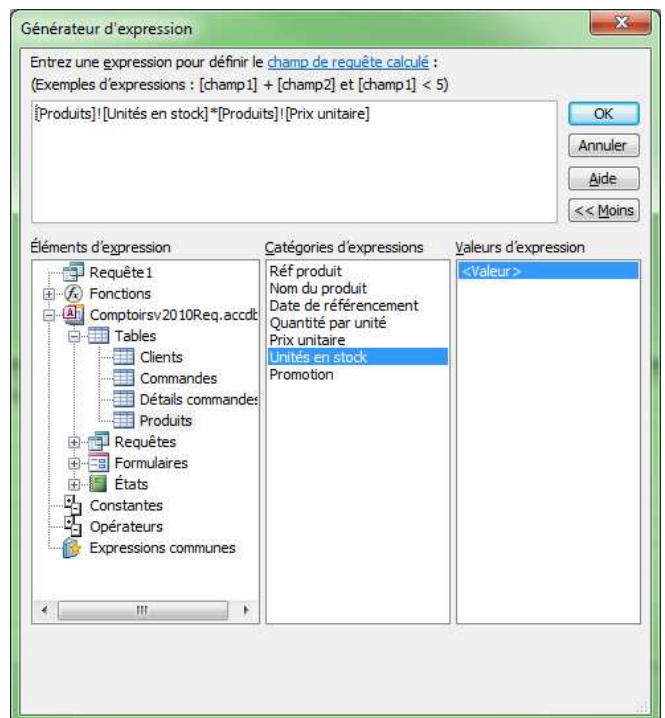 Générateur d'expression
Entrez une expression pour définir le champ de requête calculé :
(Exemples d'expressions : [champ1] + [champ2] et [champ1] < 5)
[Produits]![Unités en stock]*[Produits]![Prix unitaire]
OK
Annuler
Aide
<< Moins
Éléments d'expression
Requête1
Fonctions
Comptoirsv2010Req.accdb
Tables
Clients
Commandes
Détails commandes
Produits
Requêtes
Formulaires
États
Constantes
Opérateurs
Expressions communes
Catégories d'expressions
Réf produit
Nom du produit
Date de référencement
Quantité par unité
Prix unitaire
Unités en stock
Promotion
Valeurs d'expression
<Valeur>